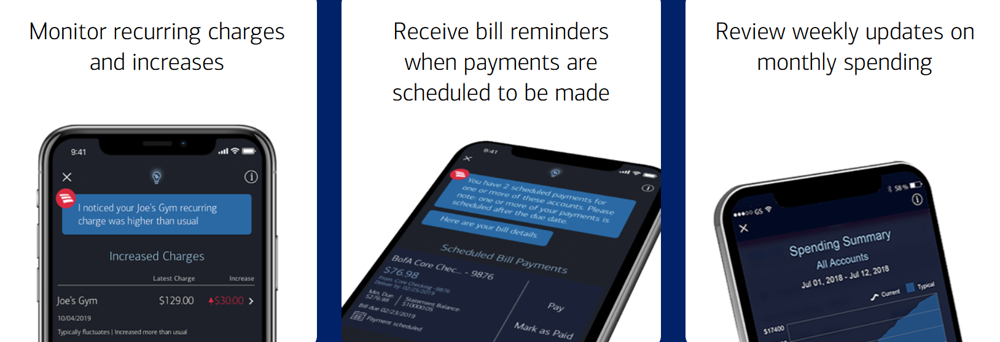 Monitor recurring charges
and increases
9:41
I noticed your Joe's Gym recurring
charge was higher than usual
Increased Charges
Latest Charge Increase
Joe's Gym $129.00 $30.00
10/04/2019
Typically fluctuates | Increased more than usual
Receive bill reminders
when payments are
scheduled to be made
9:41
You have 2 scheduled payments for
one or more of these accounts. Please
note: one or more of your payments is
scheduled after the due date.
Here are your bill details.
Scheduled Bill Payments
BofA Core Chec... - 9876
$76.98
From: Core Checking -9876
Deliver by: 02/25/2019
Min. Due: Statement Balance:
$276.98 $10000.05
Bill due 02/23/2019
Payment scheduled
Pay
Mark as Paid
Review weekly updates on
monthly spending
GS 58%
Spending Summary
All Accounts
Jul 01, 2018 - Jul 12, 2018
Current Typical
$17400